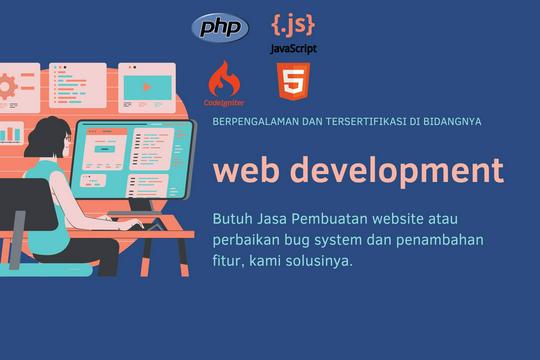 php
{.js}
JavaScript
CodeIgniter
5
BERPENGALAMAN DAN TERSERTIFIKASI DI BIDANGNYA
web development
Butuh Jasa Pembuatan website atau
perbaikan bug system dan penambahan
fitur, kami solusinya.